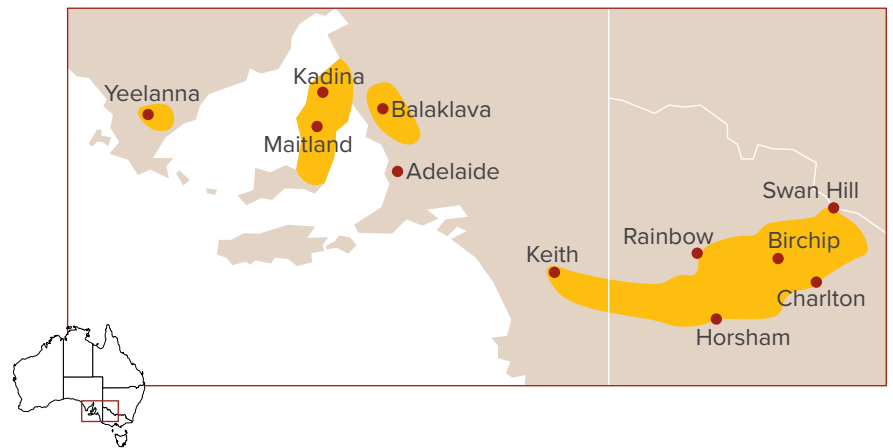 Kadina
Yeelanna
Balaklava
Maitland
Adelaide
Swan Hill
Rainbow
Birchip
Keith
Charlton
Horsham